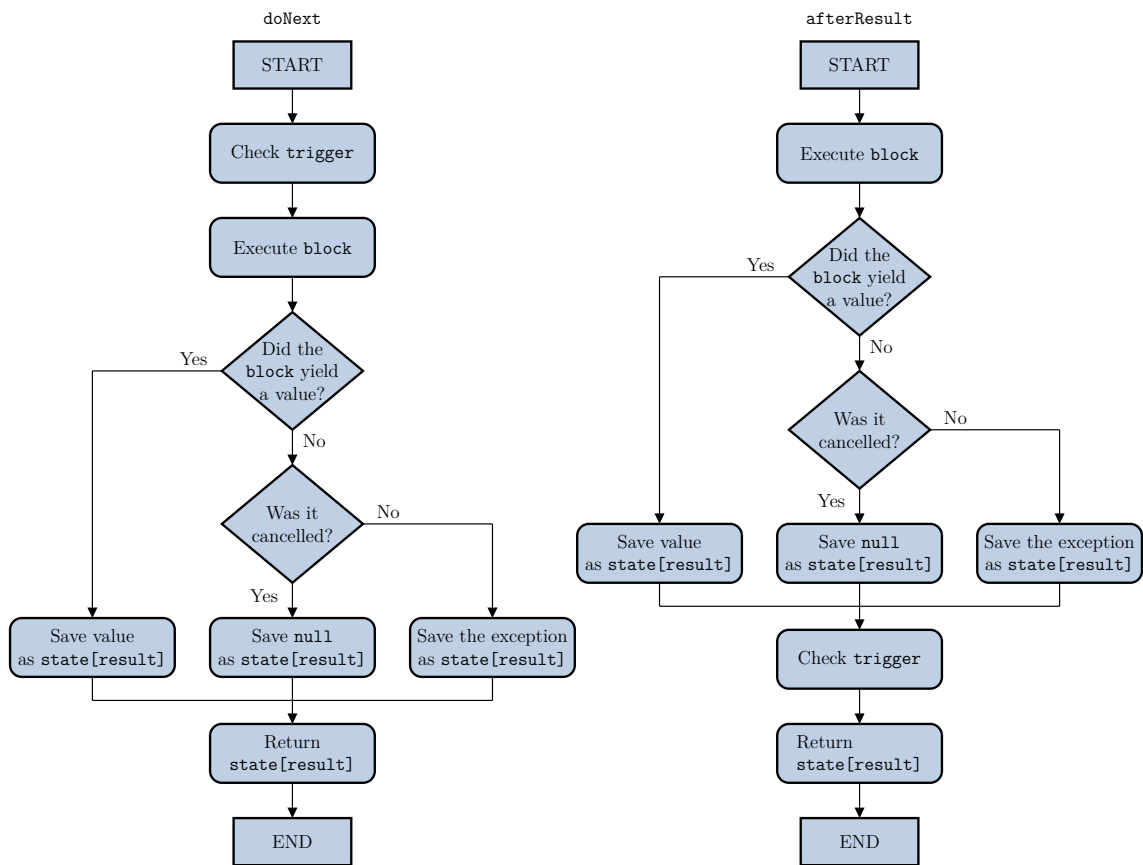 doNext
START
Check trigger
Execute block
Did the
block yield
a value?
Yes
No
Was it
cancelled?
No
Yes
Save value
as state[result]
Save null
as state[result]
Save the exception
as state[result]
Return
state[result]
END
afterResult
START
Execute block
Did the
block yield
a value?
Yes
No
Was it
cancelled?
No
Yes
Save value
as state[result]
Save null
as state[result]
Save the exception
as state[result]
Check trigger
Return
state[result]
END